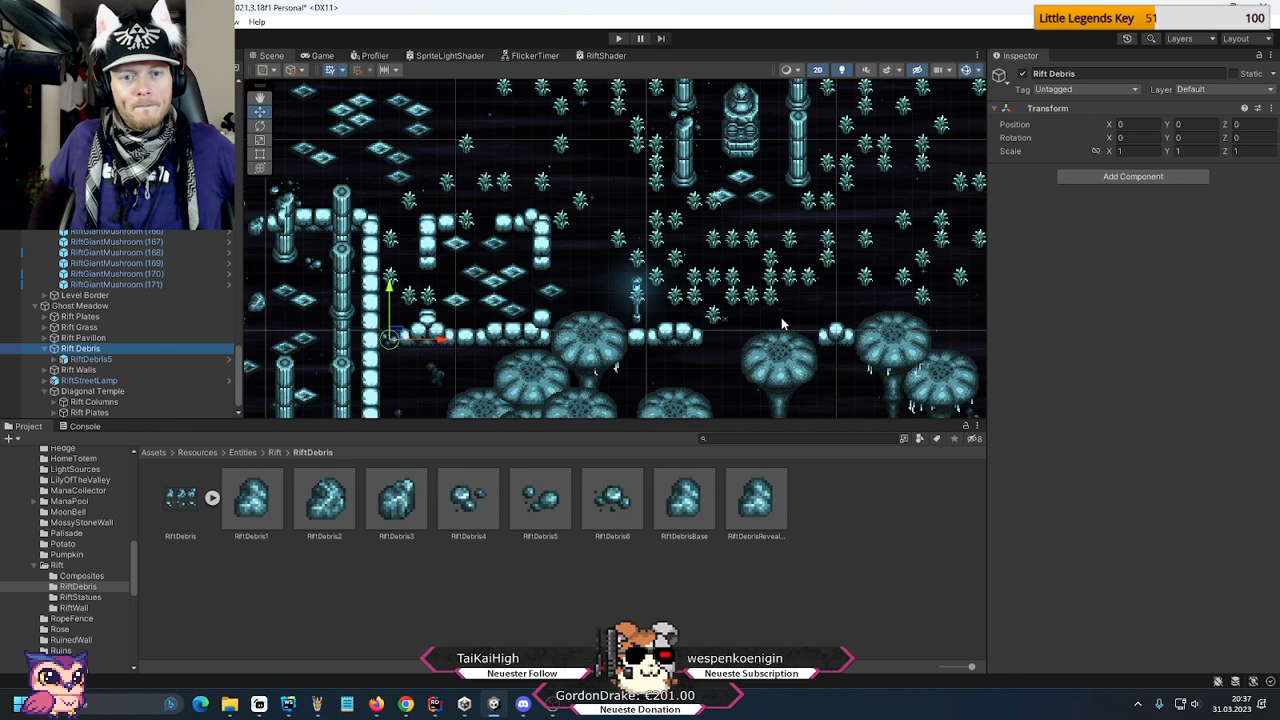 021.3.18f1 Personal* <DX11>
Help
Little Legends Key
51
100
Layers
Layout
Scene
Game
Profiler
SpriteLightShader
FlickerTimer
RiftShader
2D
Inspector
Rift Debris
Static
Tag Untagged
Layer Default
Transform
Position X 0 Y 0 Z 0
Rotation X 0 Y 0 Z 0
Scale X 1 Y 1 Z 1
Add Component
RiftGiantMushroom (166)
RiftGiantMushroom (167)
RiftGiantMushroom (168)
RiftGiantMushroom (169)
RiftGiantMushroom (170)
RiftGiantMushroom (171)
Level Border
Ghost Meadow
Rift Plates
Rift Grass
Rift Pavilion
Rift Debris
RiftDebris5
Rift Walls
RiftStreetLamp
Diagonal Temple
Rift Columns
Rift Plates
Project
Console
8
Hedge
HomeTotem
LightSources
LilyOfTheValley
ManaCollector
ManaPool
MoonBell
MossyStoneWall
Palisade
Potato
Pumpkin
Rift
Composites
RiftDebris
RiftStatues
RiftWall
RopeFence
Rose
RuinedWall
Ruins
Assets > Resources > Entities > Rift > RiftDebris
RiftDebris
RiftDebris1
RiftDebris2
RiftDebris3
RiftDebris4
RiftDebris5
RiftDebris6
RiftDebrisBase
RiftDebrisReveal...
TaiKaiHigh
Neuester Follow
wespenkoenigin
Neueste Subscription
GordonDrake: €201.00
Neueste Donation
20:37
31.03.2023